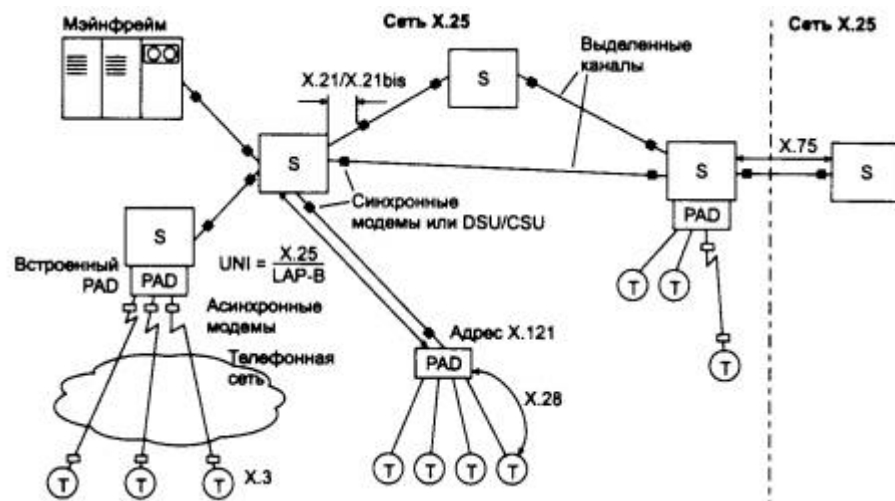 Мэйнфрейм
Сеть X.25
Сеть X.25
Выделенные
каналы
X.21/X.21bis
S
S
S
X.75
S
PAD
Синхронные
модемы или DSU/CSU
S
PAD
Встроенный
PAD
UNI = X.25
LAP-B
Асинхронные
модемы
Адрес X.121
PAD
Телефонная
сеть
X.28
T
T
T
T
T
T
T
T
T
T
X.3